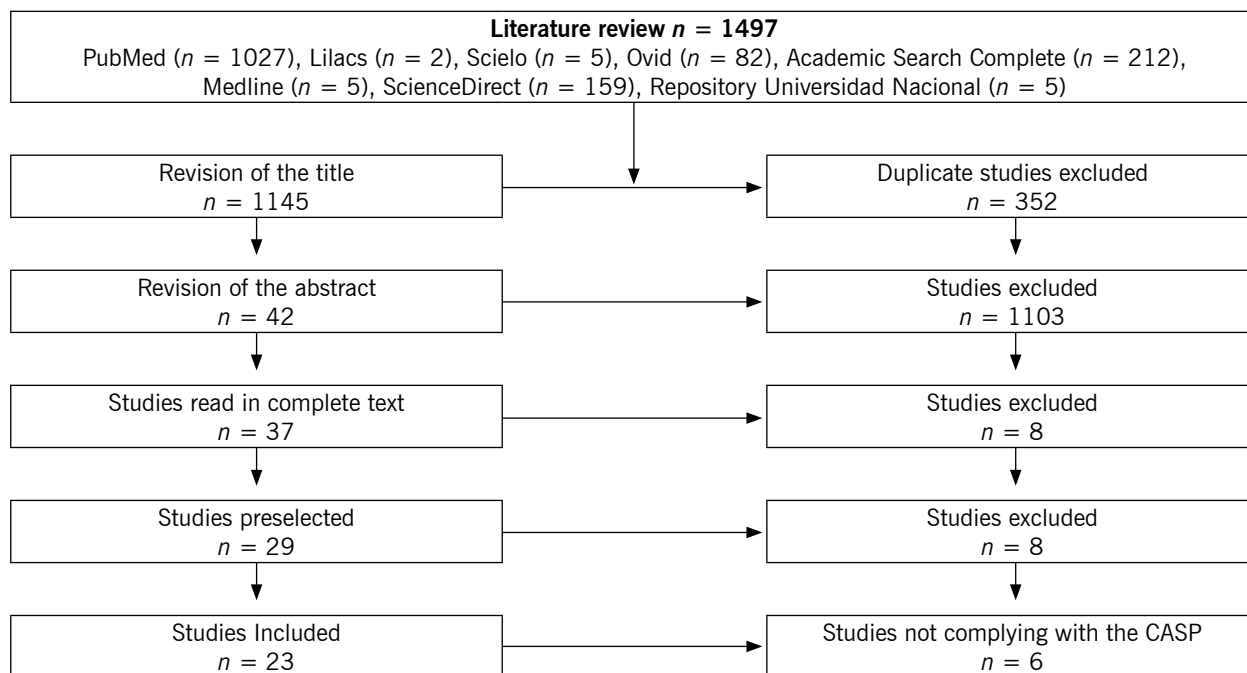 Literature review n = 1497
PubMed (n = 1027), Lilacs (n = 2), Scielo (n = 5), Ovid (n = 82), Academic Search Complete (n = 212),
Medline (n = 5), ScienceDirect (n = 159), Repository Universidad Nacional (n = 5)
Revision of the title
n = 1145
Duplicate studies excluded
n = 352
Revision of the abstract
n = 42
Studies excluded
n = 1103
Studies read in complete text
n = 37
Studies excluded
n = 8
Studies preselected
n = 29
Studies excluded
n = 8
Studies Included
n = 23
Studies not complying with the CASP
n = 6